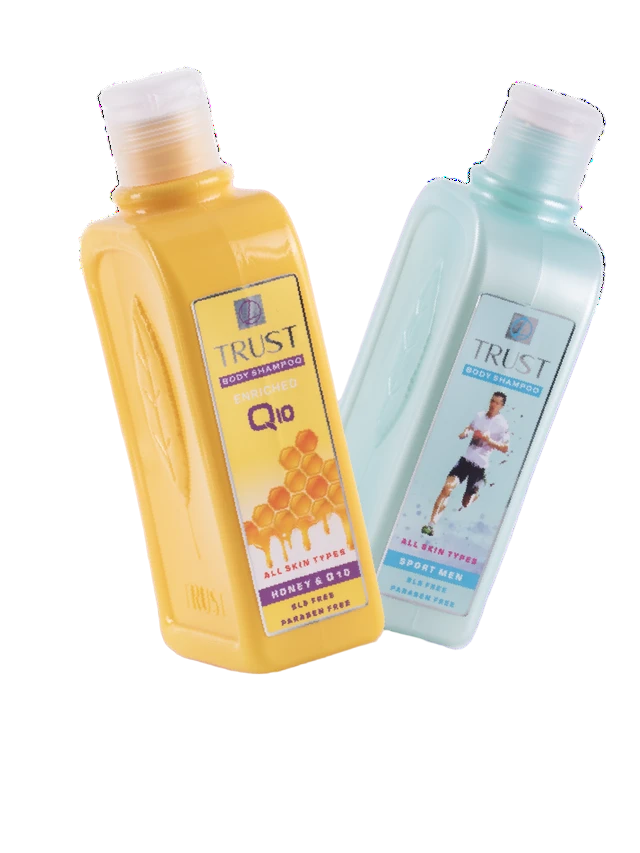 TRUST
BODY SHAMPOO
ENRICHED
Q10
ALL SKIN TYPES
HONEY & Q10
SLS FREE
PARABEN FREE
TRUST
TRUST
BODY SHAMPOO
ALL SKIN TYPES
SPORT MEN
SLS FREE
PARABEN FREE